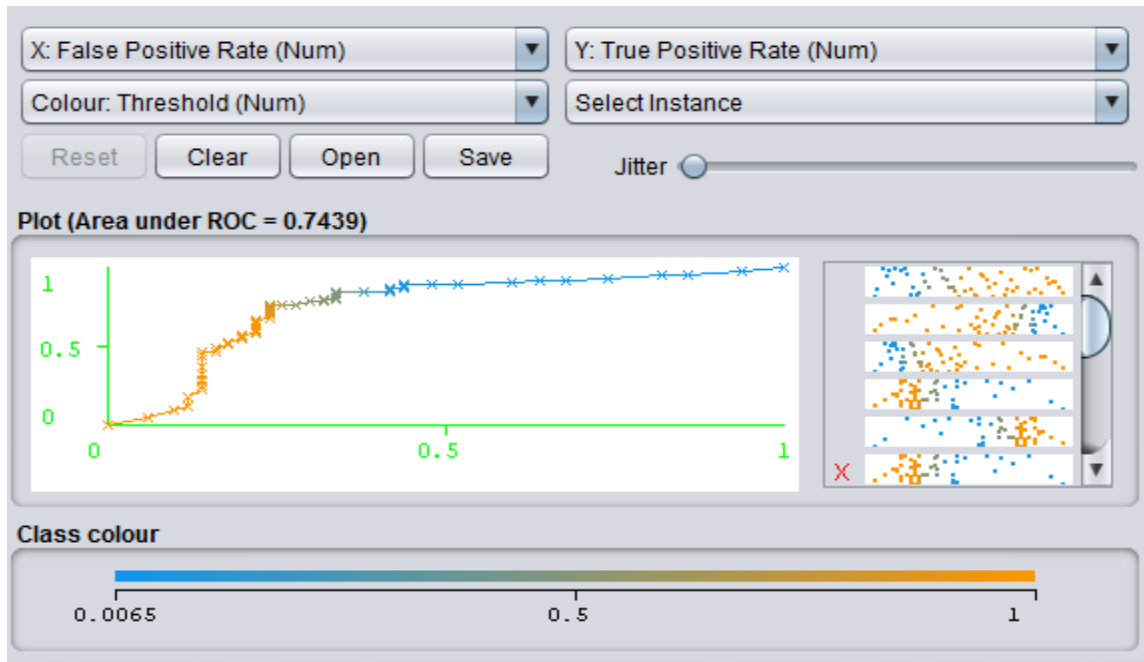 X: False Positive Rate (Num)
Y: True Positive Rate (Num)
Colour: Threshold (Num)
Select Instance
Reset
Clear
Open
Save
Jitter
Plot (Area under ROC = 0.7439)
1
0.5
0
0
0.5
1
X
Class colour
0.0065
0.5
1